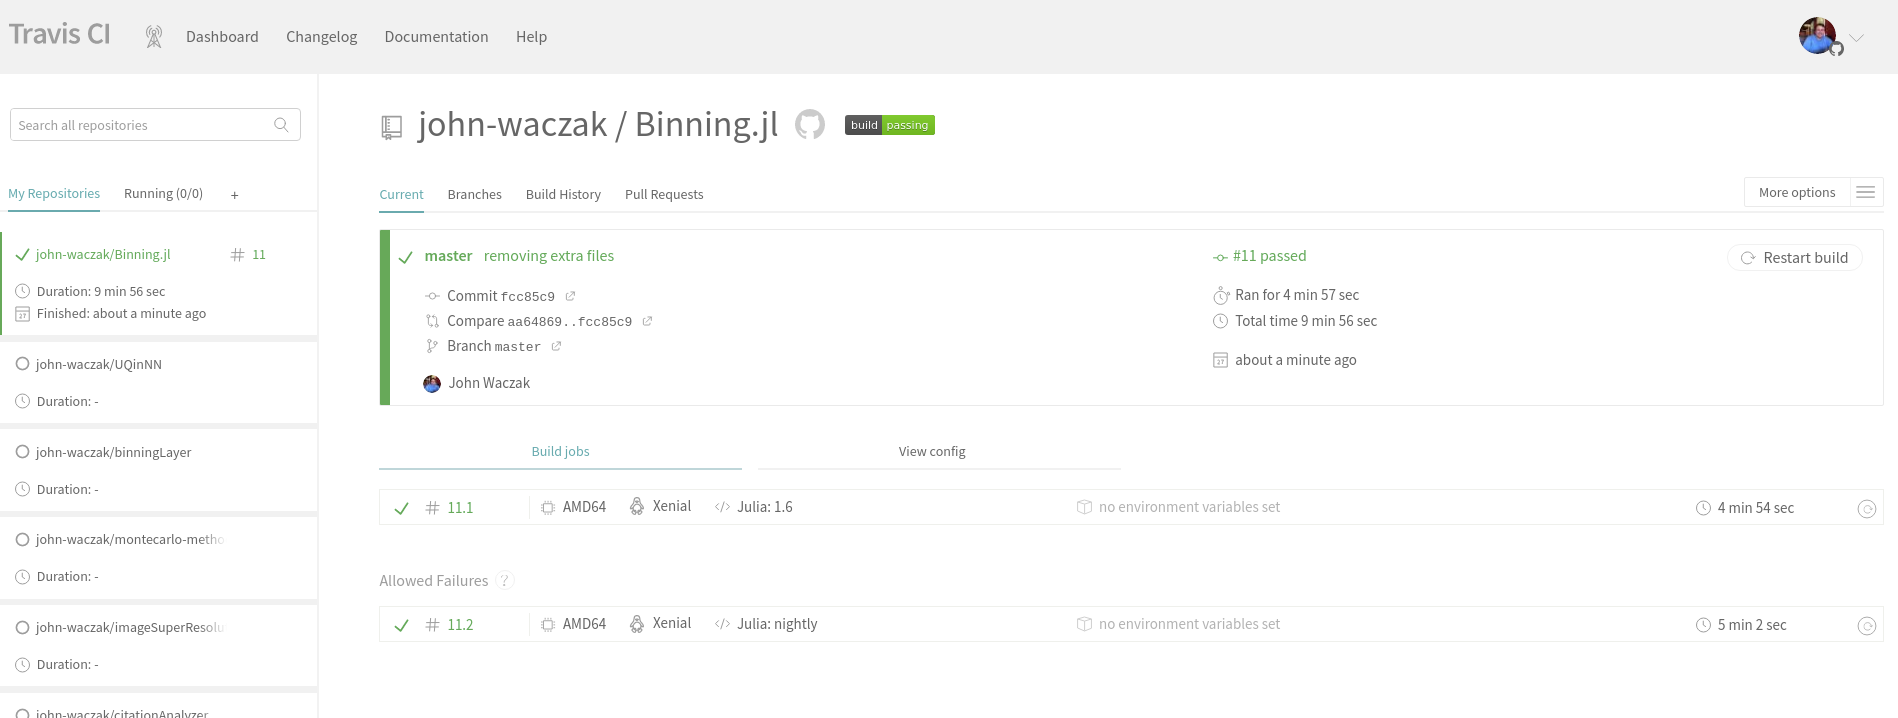 Travis CI Dashboard Changelog Documentation Help
Search all repositories
My Repositories Running (0/0) +
john-waczak/Binning.jl # 11
Duration: 9 min 56 sec
Finished: about a minute ago
john-waczak/UQinNN
Duration: -
john-waczak/binningLayer
Duration: -
john-waczak/montecarlo-metho
Duration: -
john-waczak/imageSuperResolu
Duration: -
john-waczak/citationAnalyzer
john-waczak / Binning.jl build passing
Current Branches Build History Pull Requests More options
master removing extra files #11 passed Restart build
Commit fcc85c9 Ran for 4 min 57 sec
Compare aa64869..fcc85c9 Total time 9 min 56 sec
Branch master about a minute ago
John Waczak
Build jobs View config
# 11.1 AMD64 Xenial </> Julia: 1.6 no environment variables set 4 min 54 sec
Allowed Failures ?
# 11.2 AMD64 Xenial </> Julia: nightly no environment variables set 5 min 2 sec